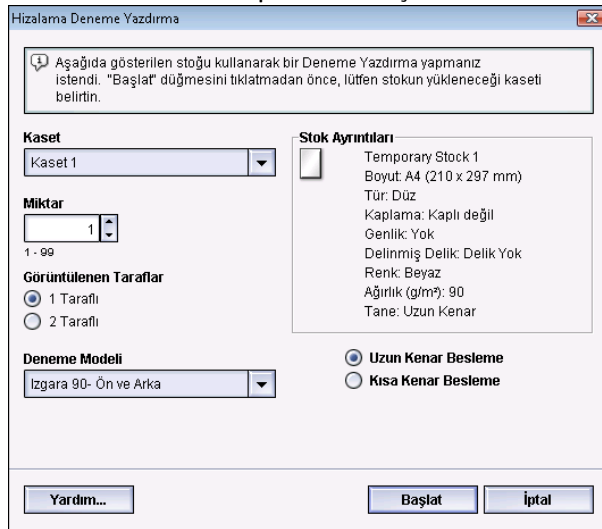 Hizalama Deneme Yazdırma
Aşağıda gösterilen stoğu kullanarak bir Deneme Yazdırma yapmanız
istendi. "Başlat" düğmesini tıklatmadan önce, lütfen stokun yükleneceği kaseti
belirtin.
Kaset
Kaset 1
Miktar
1
1 - 99
Görüntülenen Taraflar
1 Taraflı
2 Taraflı
Deneme Modeli
Izgara 90- Ön ve Arka
Stok Ayrıntıları
Temporary Stock 1
Boyut: A4 (210 x 297 mm)
Tür: Düz
Kaplama: Kaplı değil
Genlik: Yok
Delinmiş Delik: Delik Yok
Renk: Beyaz
Ağırlık (g/m²): 90
Tane: Uzun Kenar
Uzun Kenar Besleme
Kısa Kenar Besleme
Yardım...
Başlat
İptal